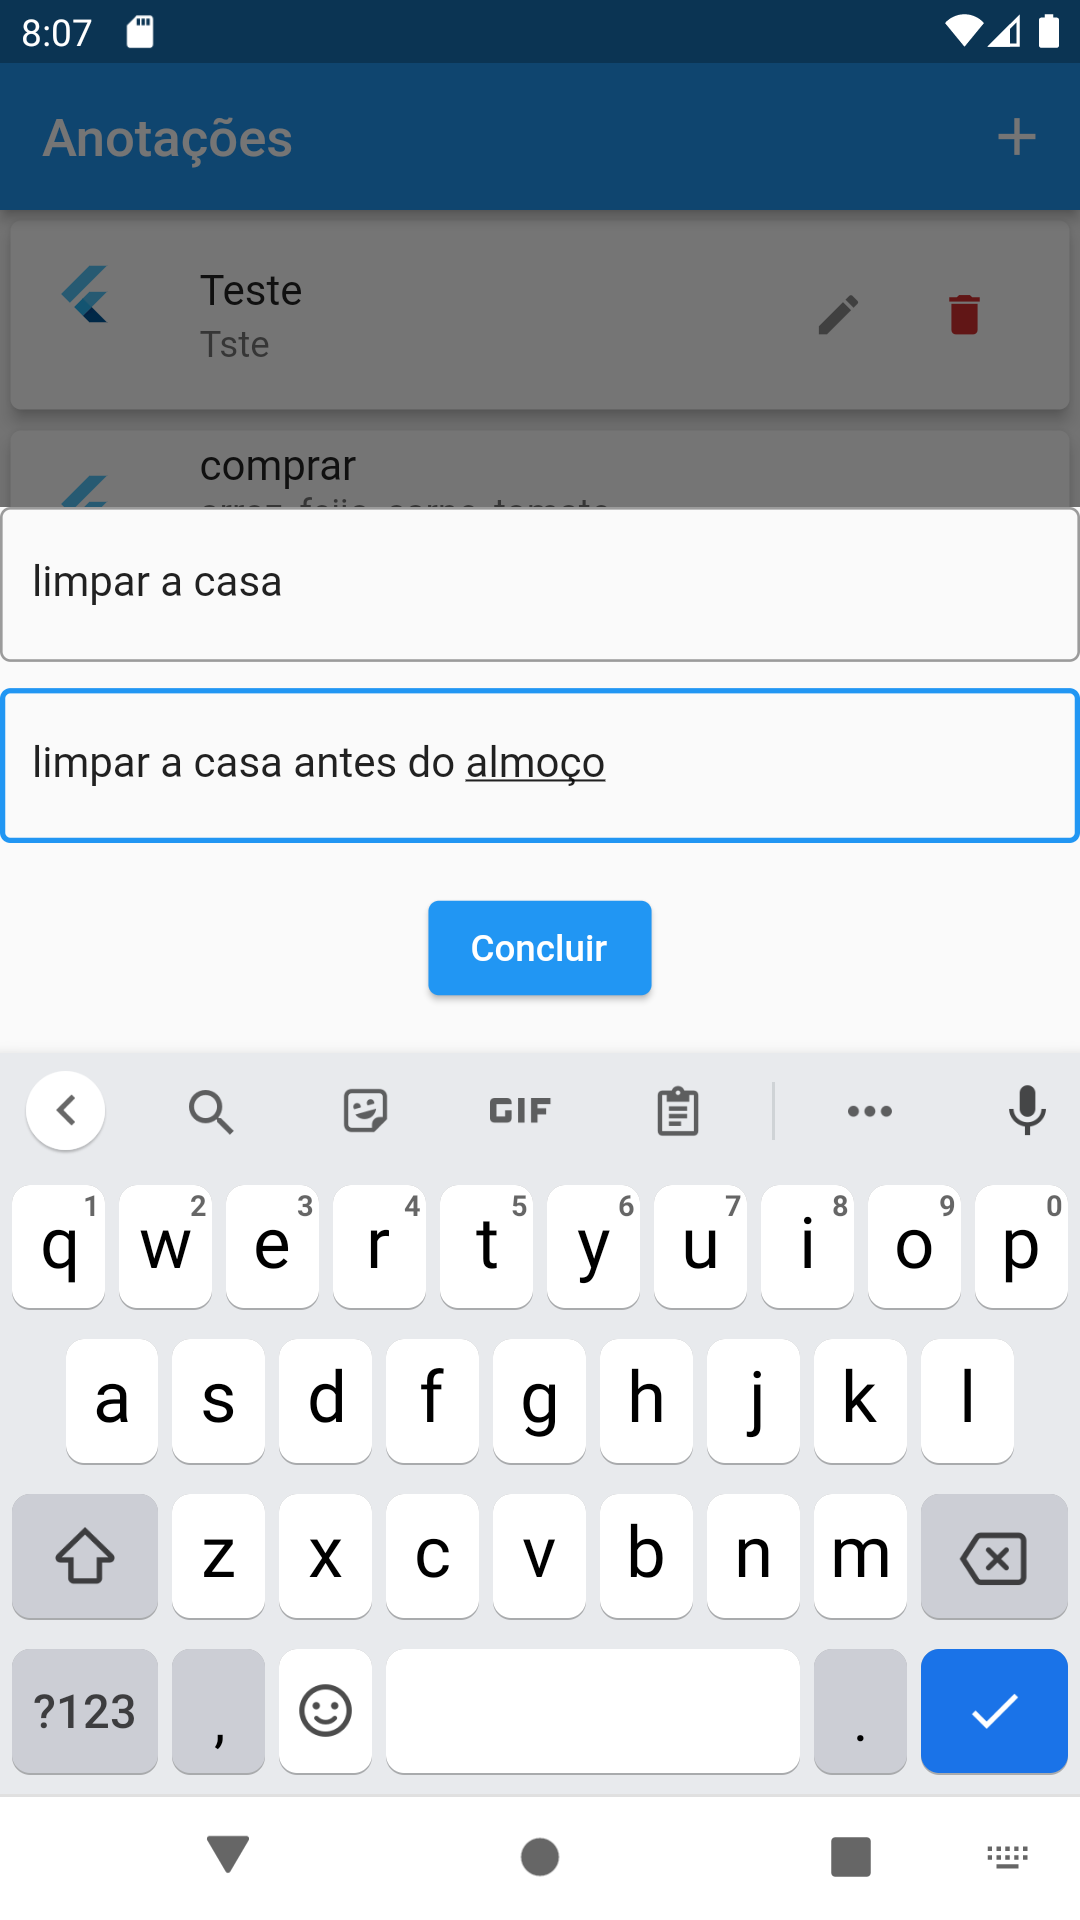 8:07
Anotações
Teste
Tste
comprar
limpar a casa
limpar a casa antes do almoço
Concluir
GIF
1 2 3 4 5 6 7 8 9 0
q w e r t y u i o p
a s d f g h j k l
z x c v b n m
?123 , .